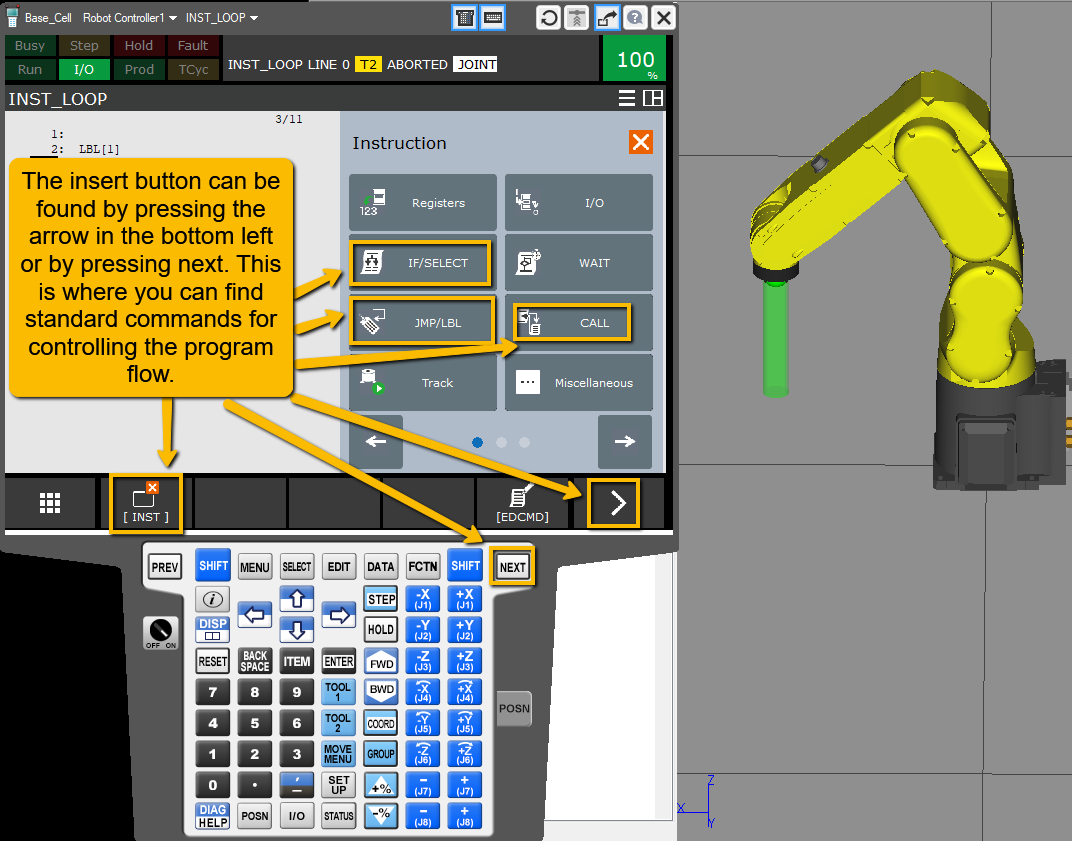 Base_Cell Robot Controller1 INST_LOOP
Busy Step Hold Fault
Run I/O Prod TCyc
INST_LOOP LINE 0 T2 ABORTED JOINT
100 %
INST_LOOP
3/11
1:
2: LBL[1]
The insert button can be
found by pressing the
arrow in the bottom left
or by pressing next. This
is where you can find
standard commands for
controlling the program
flow.
Instruction
123 Registers I/O
IF/SELECT WAIT
JMP/LBL CALL
Track Miscellaneous
[ INST ] [EDCMD]
PREV SHIFT MENU SELECT EDIT DATA FCTN SHIFT NEXT
i STEP -X (J1) +X (J1)
DISP HOLD -Y (J2) +Y (J2)
OFF ON
RESET BACK SPACE ITEM ENTER FWD -Z (J3) +Z (J3)
7 8 9 TOOL 1 BWD -X (J4) +X (J4)
POSN
4 5 6 TOOL 2 COORD -Y (J5) +Y (J5)
1 2 3 MOVE MENU GROUP -Z (J6) +Z (J6)
0 . , - SET UP +% - (J7) + (J7)
DIAG HELP POSN I/O STATUS -% - (J8) + (J8)
Z
X
Y